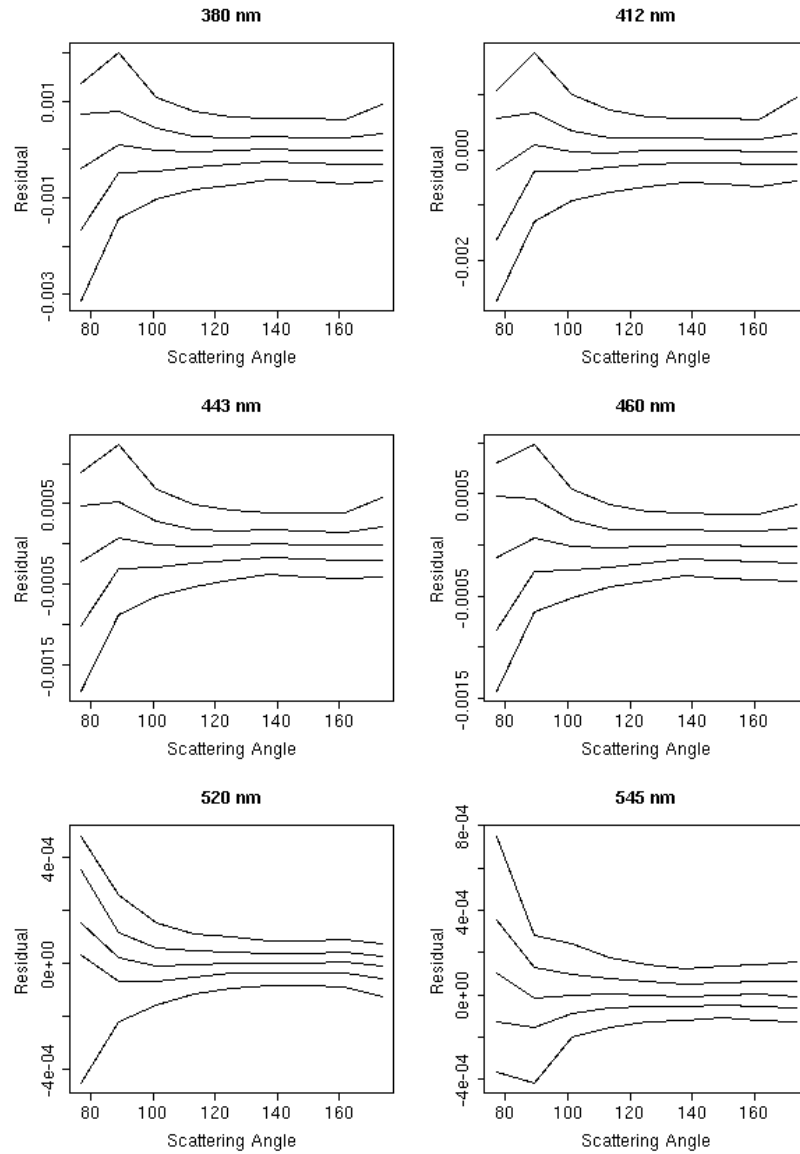 380 nm
412 nm
Residual
0.001
-0.001
-0.003
80 100 120 140 160
Scattering Angle
Residual
0.000
-0.002
80 100 120 140 160
Scattering Angle
443 nm
460 nm
Residual
0.0005
-0.0005
-0.0015
80 100 120 140 160
Scattering Angle
Residual
0.0005
-0.0005
-0.0015
80 100 120 140 160
Scattering Angle
520 nm
545 nm
Residual
4e-04
0e+00
-4e-04
80 100 120 140 160
Scattering Angle
Residual
8e-04
4e-04
0e+00
-4e-04
80 100 120 140 160
Scattering Angle